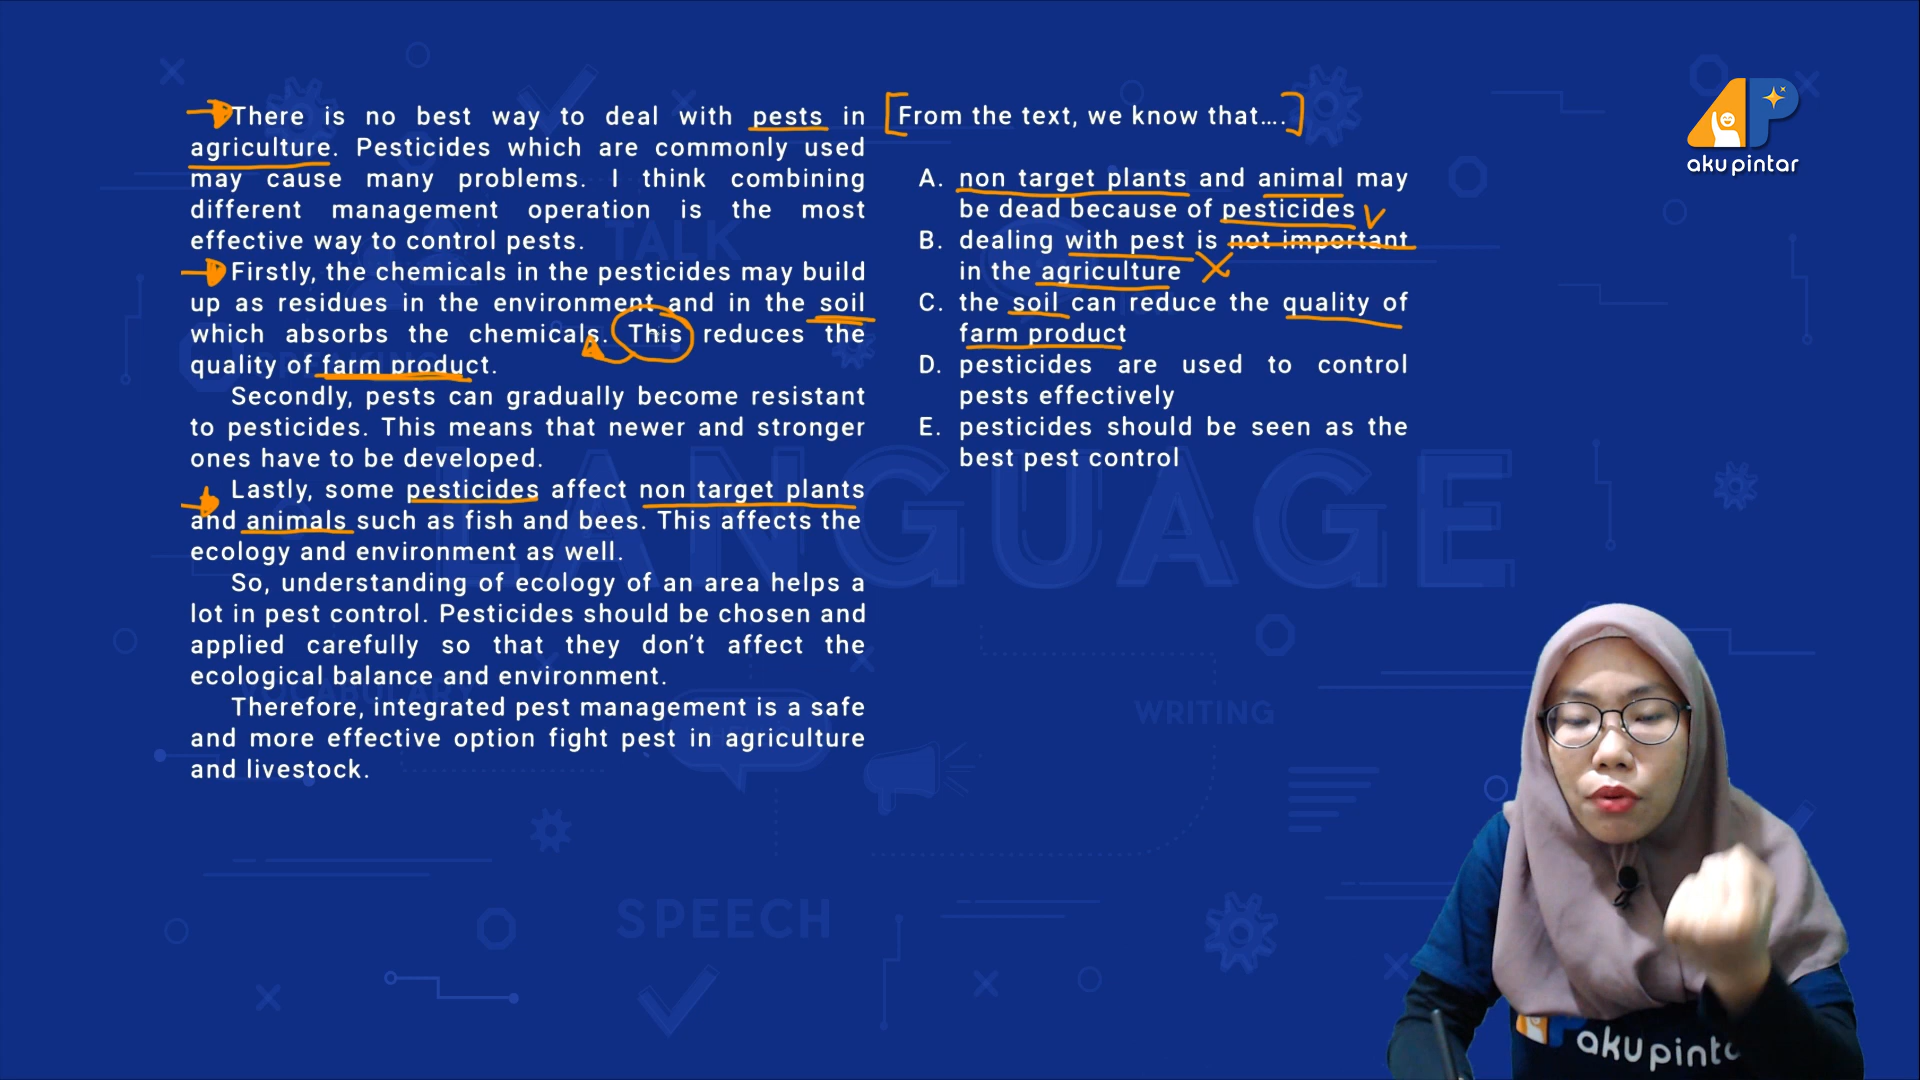 There is no best way to deal with pests in
agriculture. Pesticides which are commonly used
may cause many problems. I think combining
different management operation is the most
effective way to control pests.
Firstly, the chemicals in the pesticides may build
up as residues in the environment and in the soil
which absorbs the chemicals. This reduces the
quality of farm product.
Secondly, pests can gradually become resistant
to pesticides. This means that newer and stronger
ones have to be developed.
Lastly, some pesticides affect non target plants
and animals such as fish and bees. This affects the
ecology and environment as well.
So, understanding of ecology of an area helps a
lot in pest control. Pesticides should be chosen and
applied carefully so that they don't affect the
ecological balance and environment.
Therefore, integrated pest management is a safe
and more effective option fight pest in agriculture
and livestock.
From the text, we know that....
A. non target plants and animal may
be dead because of pesticides
B. dealing with pest is not important
in the agriculture
C. the soil can reduce the quality of
farm product
D. pesticides are used to control
pests effectively
E. pesticides should be seen as the
best pest control
AP
aku pintar
TALK
LANGUAGE
VOCABULARY
WRITING
SPEECH
aku pint